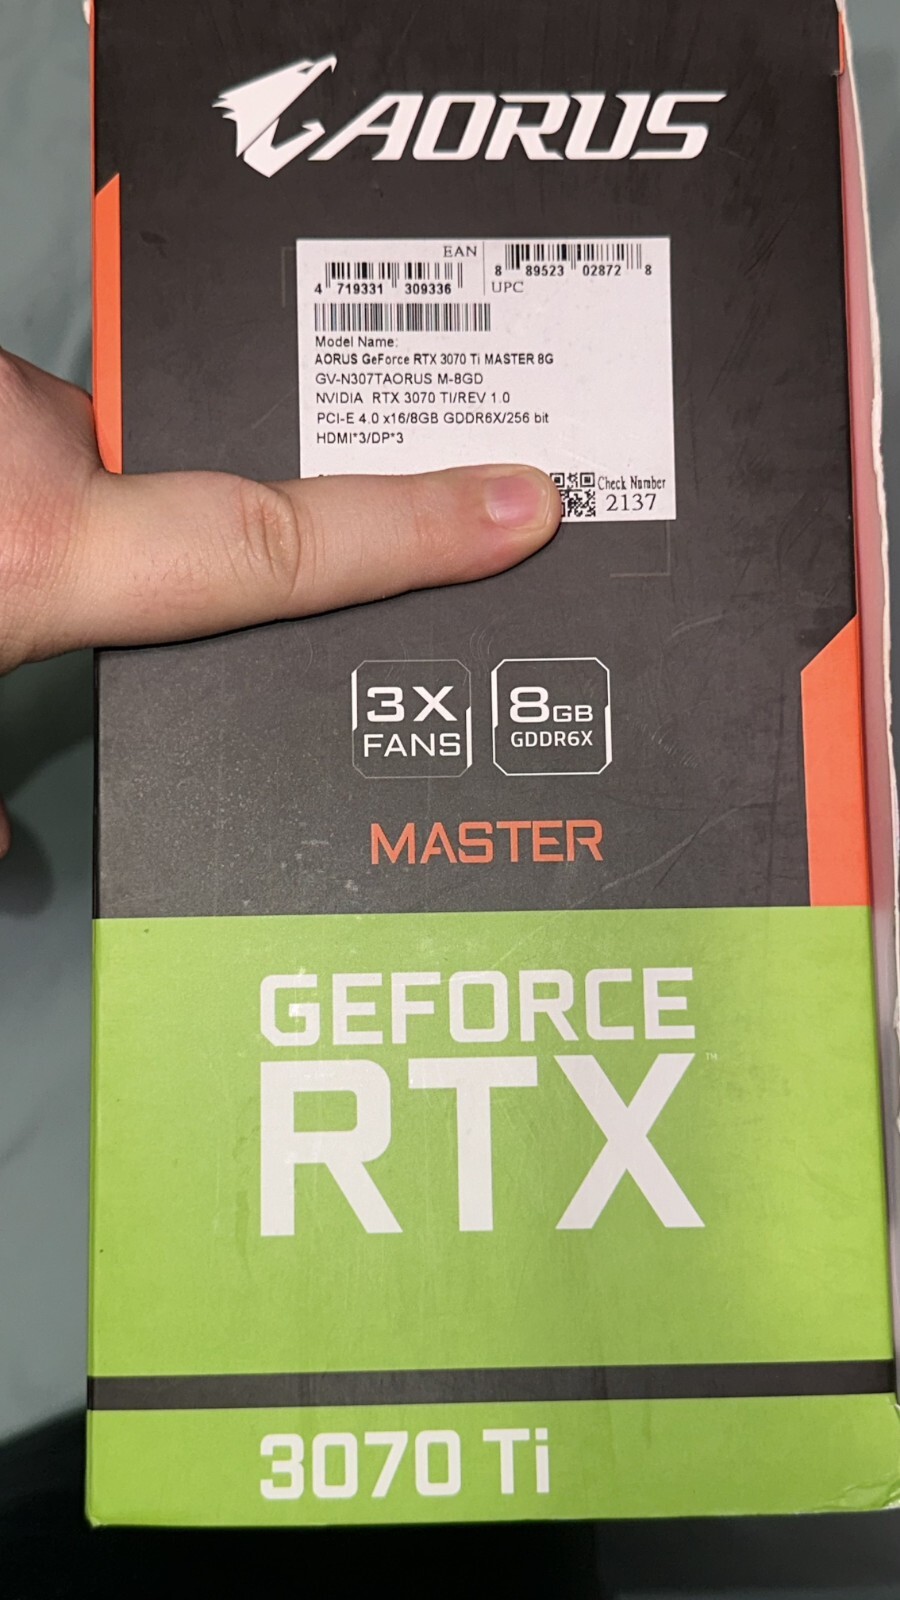 AORUS
EAN
4 719331 309336
8 89523 02872 8
UPC
Model Name:
AORUS GeForce RTX 3070 Ti MASTER 8G
GV-N307TAORUS M-8GD
NVIDIA RTX 3070 TI/REV 1.0
PCI-E 4.0 x16/8GB GDDR6X/256 bit
HDMI*3/DP*3
Check Number
2137
3X
FANS
8GB
GDDR6X
MASTER
GEFORCE
RTX™
3070 Ti